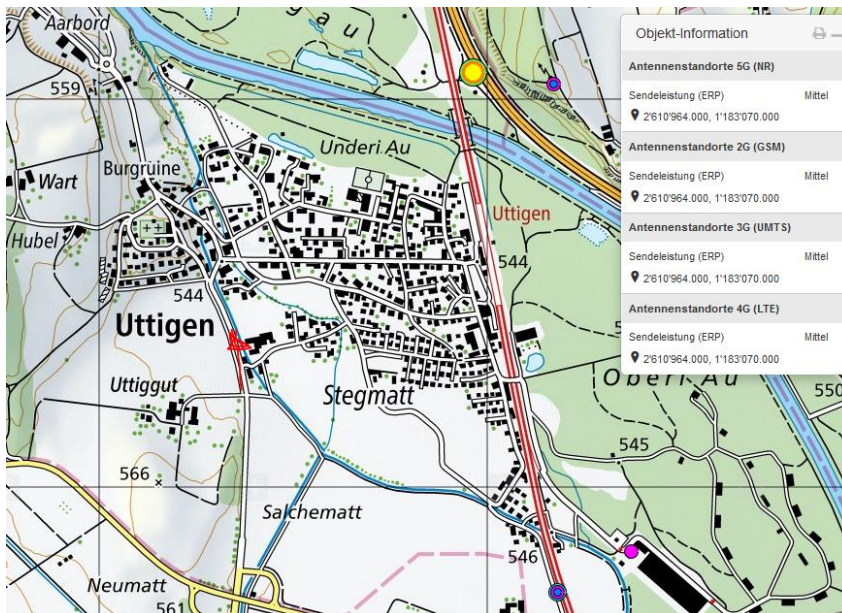 Aarbord
gau
559
Underi Au
Burgruine
Wart
Uttigen
Hubel
544
544
Uttigen
Uttiggut
Stegmatt
Oberi Au
550
545
566
Salchematt
546
Neumatt
561
Objekt-Information
Antennenstandorte 5G (NR)
Sendeleistung (ERP) Mittel
2'610'964.000, 1'183'070.000
Antennenstandorte 2G (GSM)
Sendeleistung (ERP) Mittel
2'610'964.000, 1'183'070.000
Antennenstandorte 3G (UMTS)
Sendeleistung (ERP) Mittel
2'610'964.000, 1'183'070.000
Antennenstandorte 4G (LTE)
Sendeleistung (ERP) Mittel
2'610'964.000, 1'183'070.000